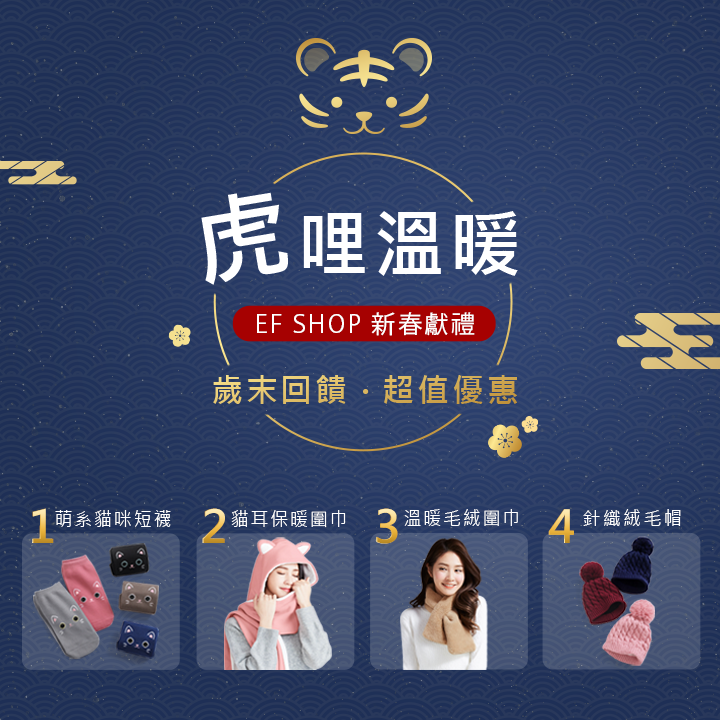 虎哩溫暖
EF SHOP 新春獻禮
歲末回饋 · 超值優惠
1 萌系貓咪短襪
2 貓耳保暖圍巾
3 溫暖毛絨圍巾
4 針織絨毛帽